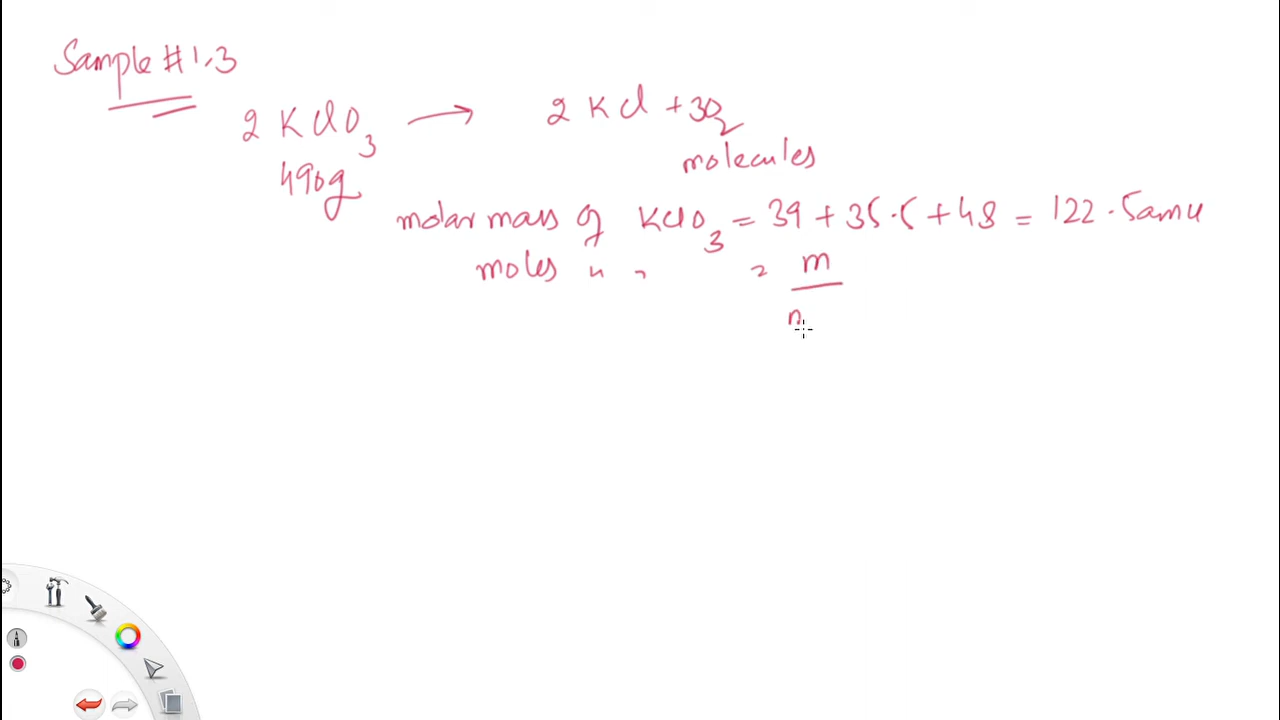 Sample # 1.3
2 KClO3 → 2 KCl + 3O2
490g molecules
molar mass of KClO3 = 39 + 35.5 + 48 = 122.5amu
moles " " = m